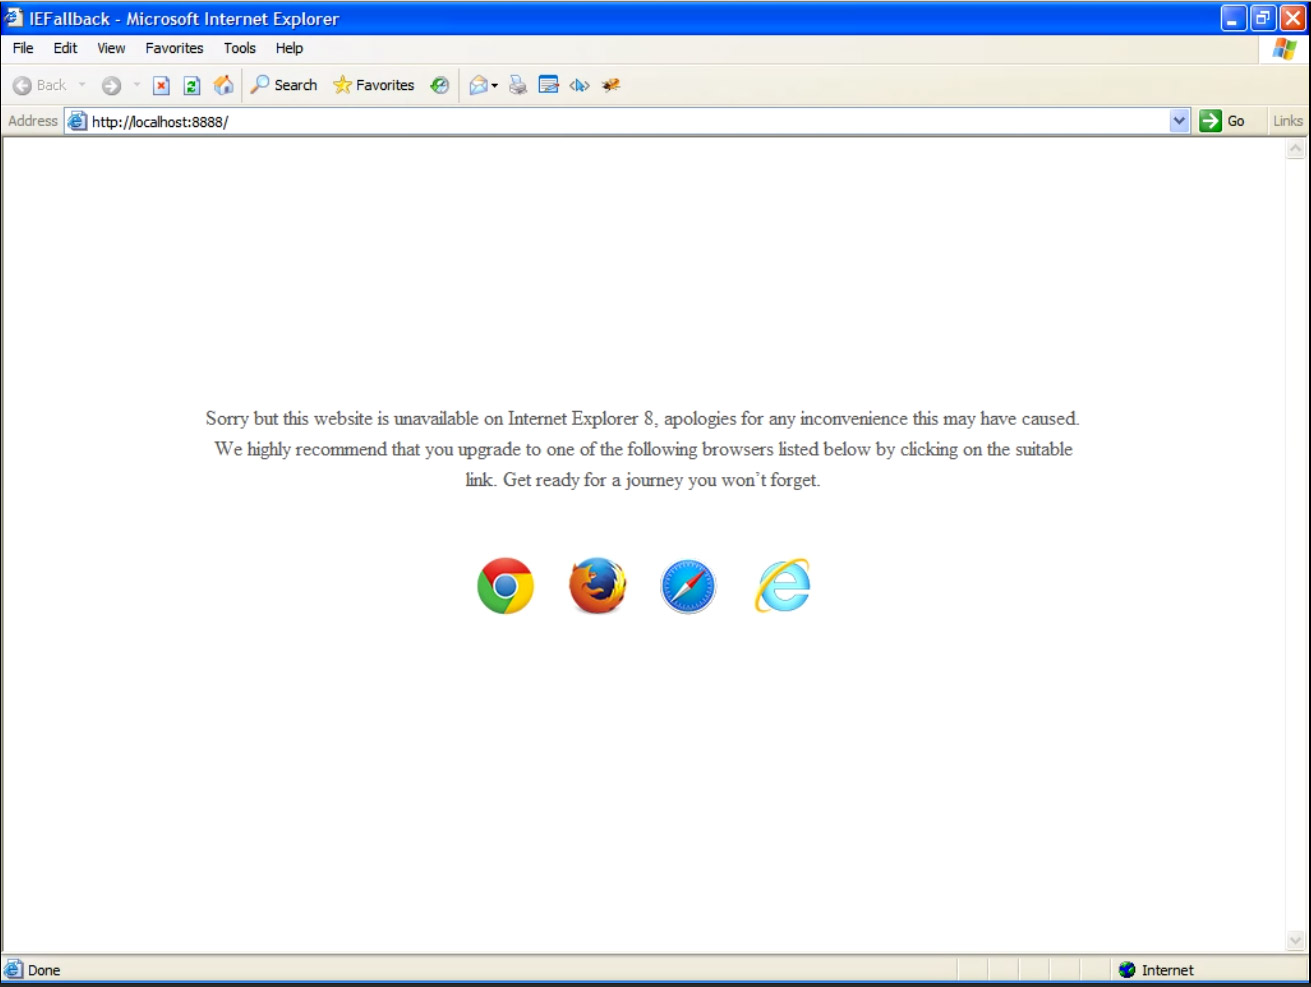 IEFallback - Microsoft Internet Explorer
File Edit View Favorites Tools Help
Back Search Favorites
Address http://localhost:8888/ Go Links
Sorry but this website is unavailable on Internet Explorer 8, apologies for any inconvenience this may have caused.
We highly recommend that you upgrade to one of the following browsers listed below by clicking on the suitable
link. Get ready for a journey you won't forget.
Done Internet